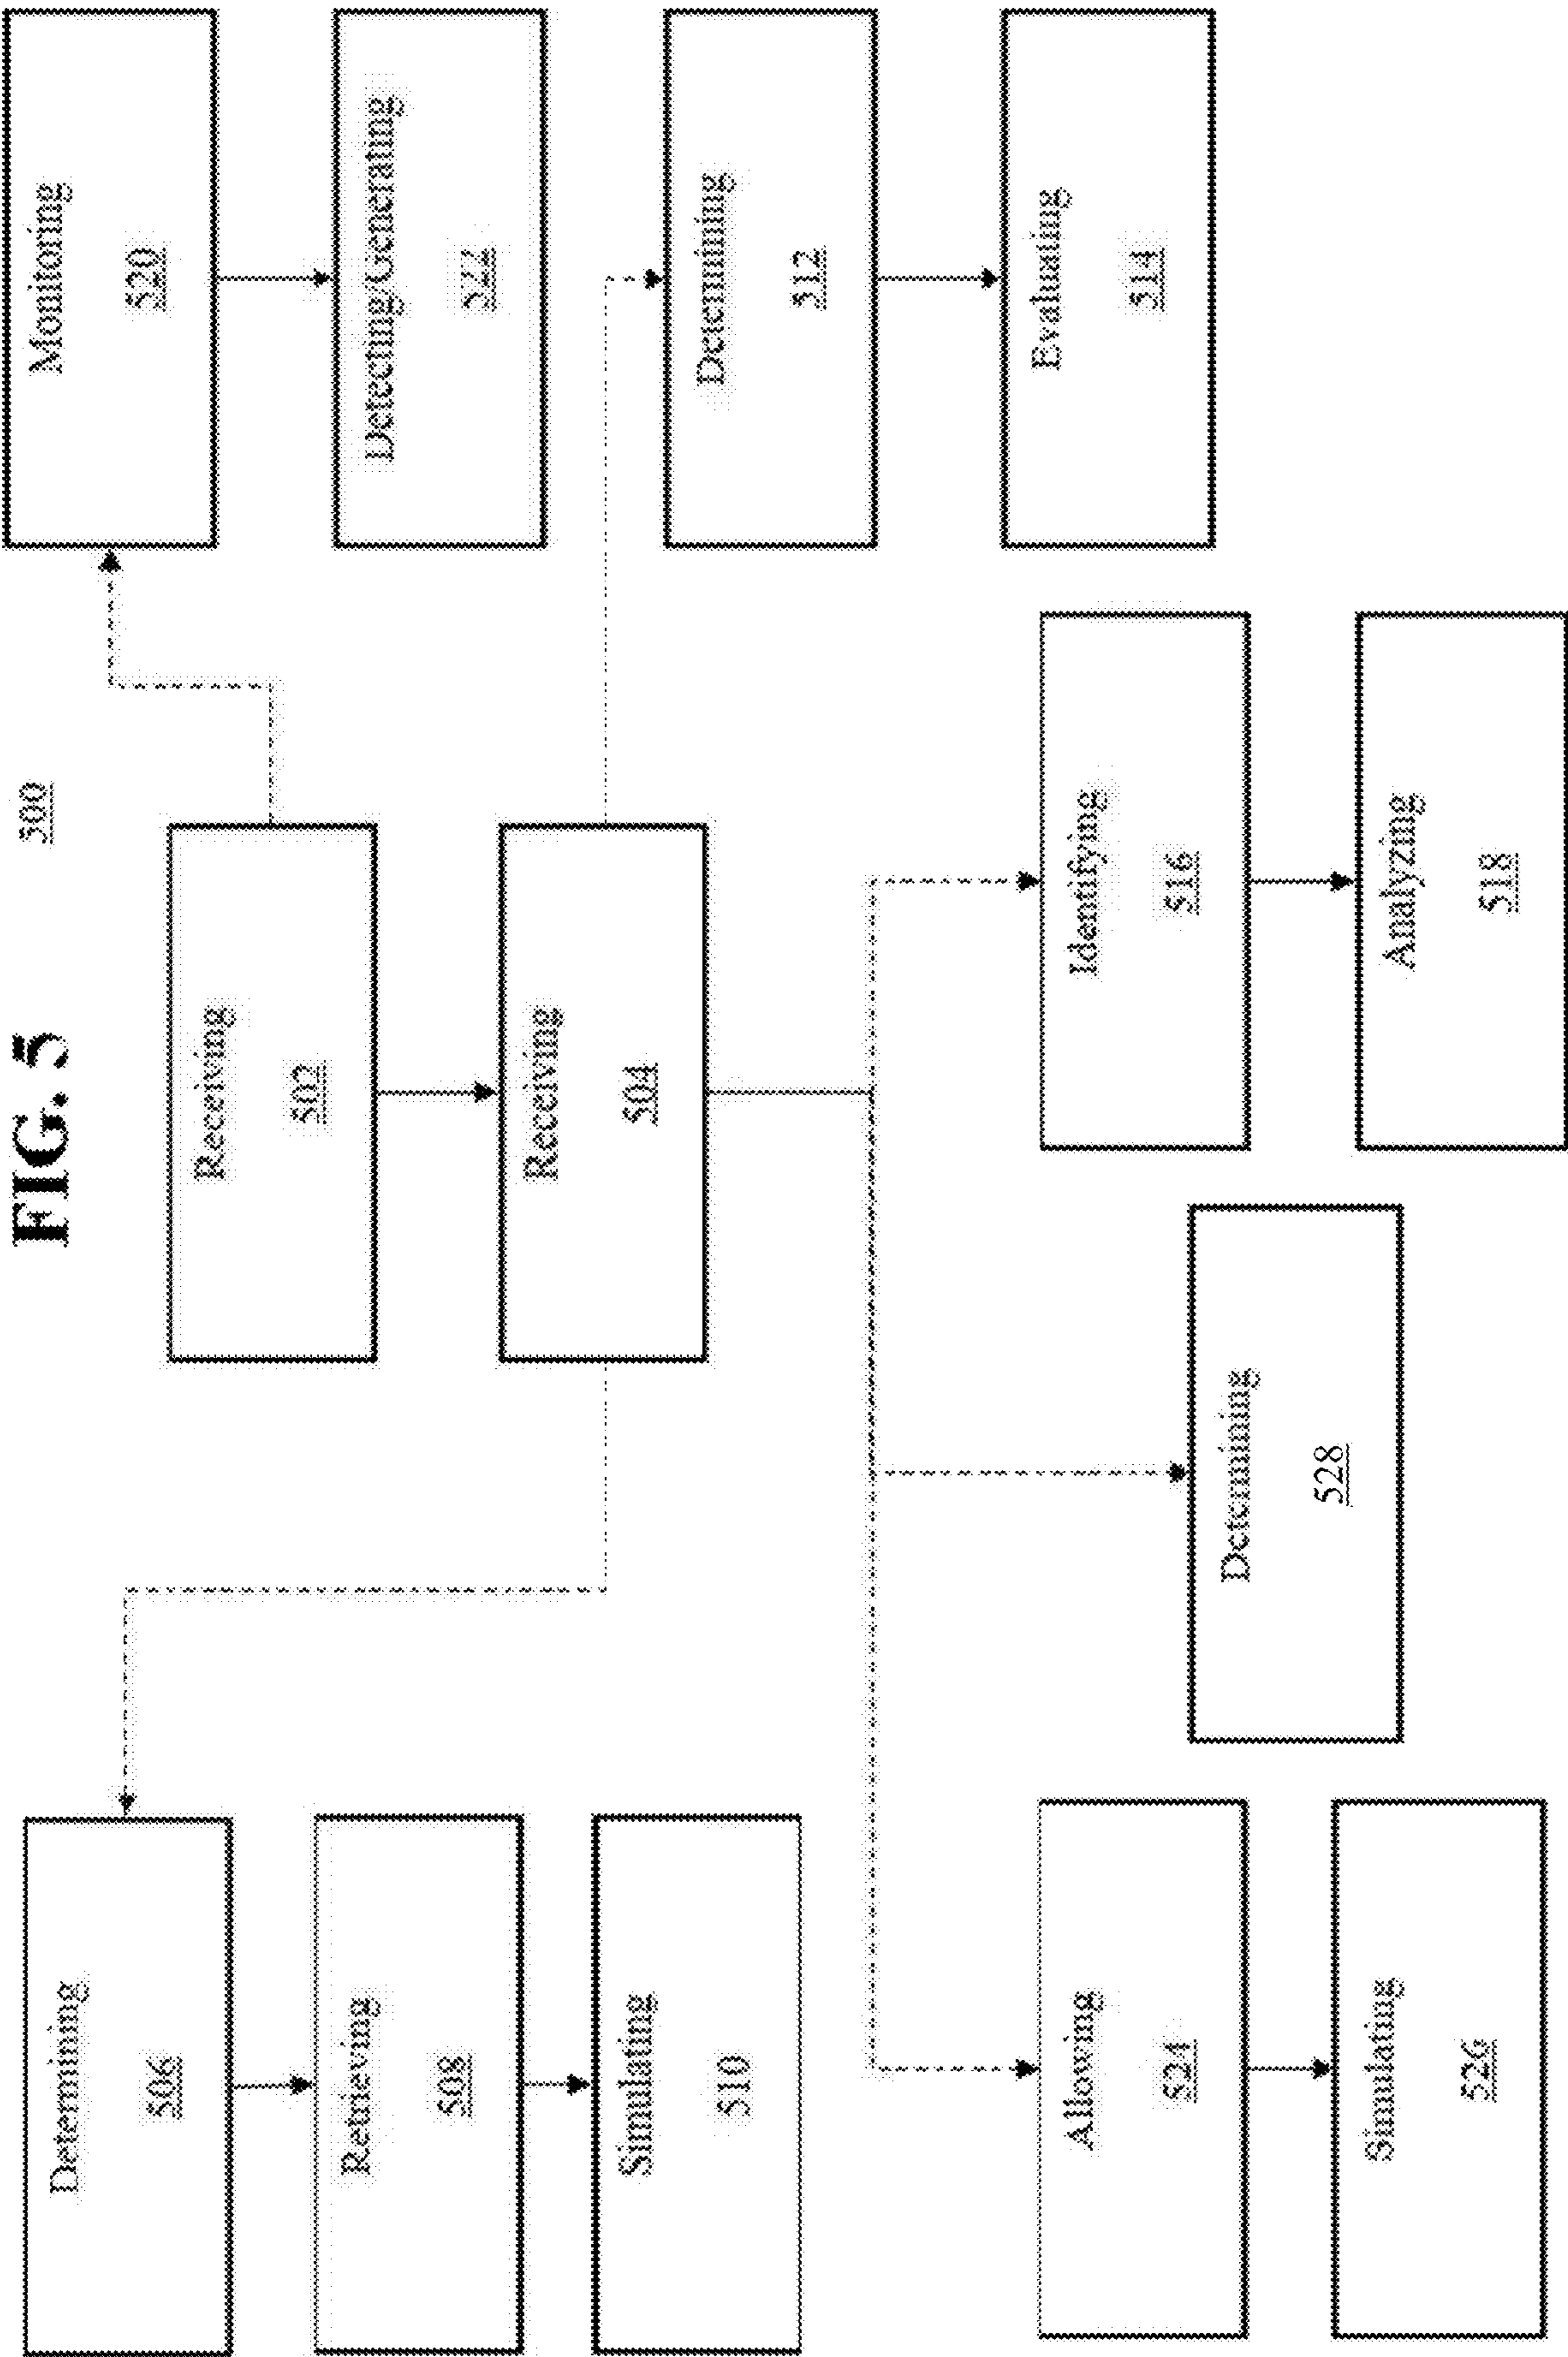 FIG. 5
500
Determining
506
Retrieving
508
Simulating
510
Receiving
502
Receiving
504
Monitoring
520
Detecting/Generating
522
Determining
512
Evaluating
514
Allowing
524
Simulating
526
Determining
528
Identifying
516
Analyzing
518